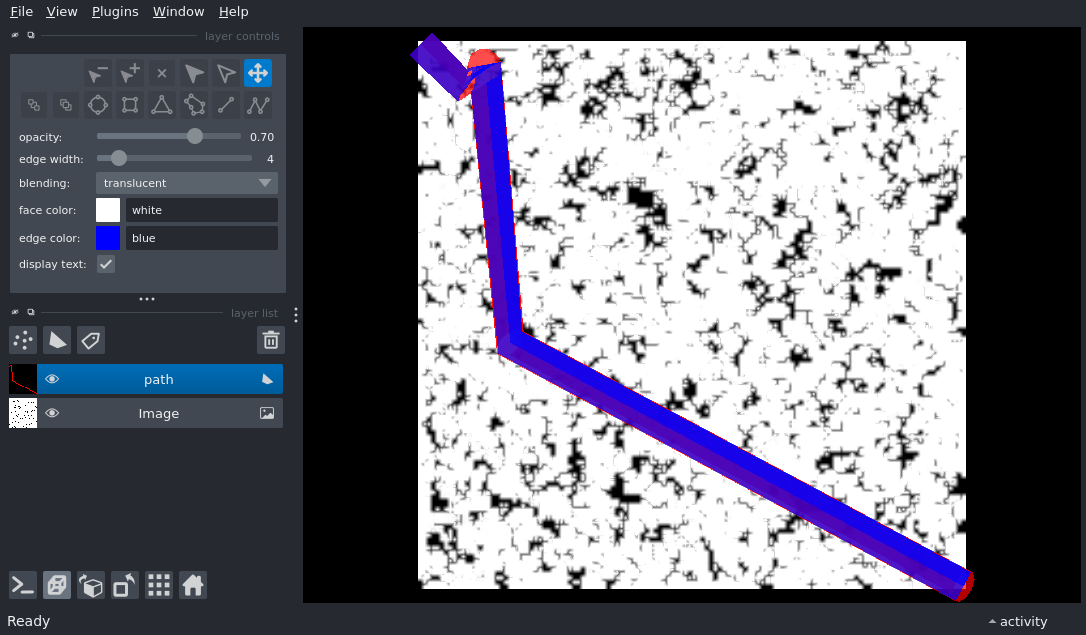 File View Plugins Window Help
layer controls
opacity: 0.70
edge width: 4
blending: translucent
face color: white
edge color: blue
display text:
layer list
path
Image
Ready activity